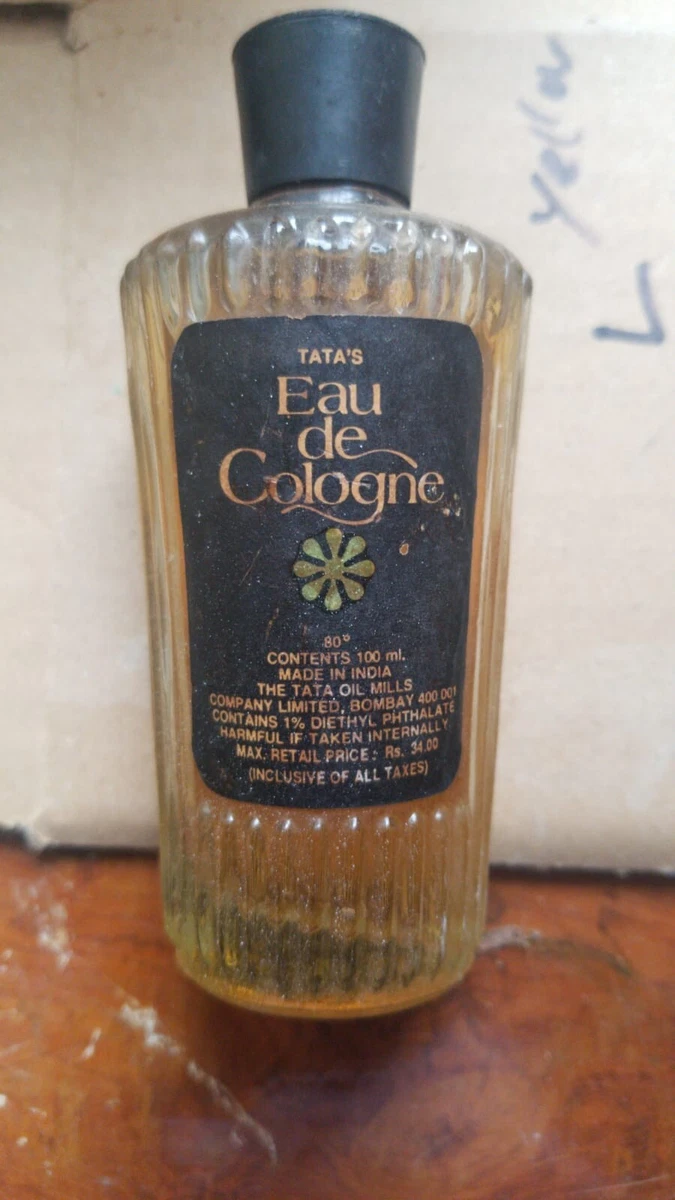 TATA'S
Eau
de
Cologne
80°
CONTENTS 100 ml.
MADE IN INDIA
THE TATA OIL MILLS
COMPANY LIMITED, BOMBAY 400 001
CONTAINS 1% DIETHYL PHTHALATE
HARMFUL IF TAKEN INTERNALLY
MAX. RETAIL PRICE: Rs. 34.00
(INCLUSIVE OF ALL TAXES)
Yellow
L